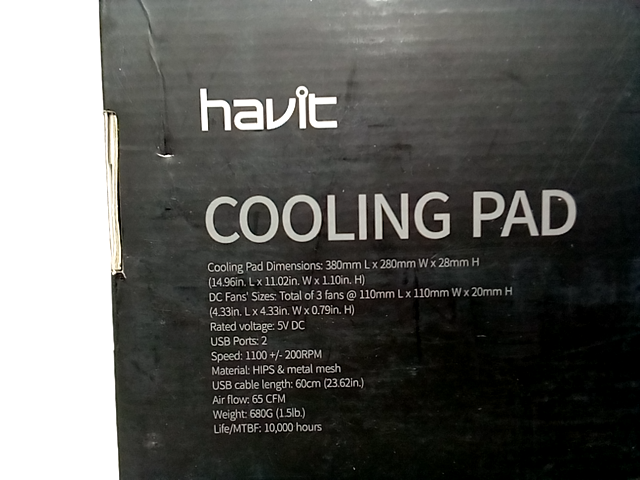 havit
COOLING PAD
Cooling Pad Dimensions: 380mm L x 280mm W x 28mm H
(14.96in. L x 11.02in. W x 1.10in. H)
DC Fans' Sizes: Total of 3 fans @ 110mm L x 110mm W x 20mm H
(4.33in. L x 4.33in. W x 0.79in. H)
Rated voltage: 5V DC
USB Ports: 2
Speed: 1100 +/- 200RPM
Material: HIPS & metal mesh
USB cable length: 60cm (23.62in.)
Air flow: 65 CFM
Weight: 680G (1.5lb.)
Life/MTBF: 10,000 hours